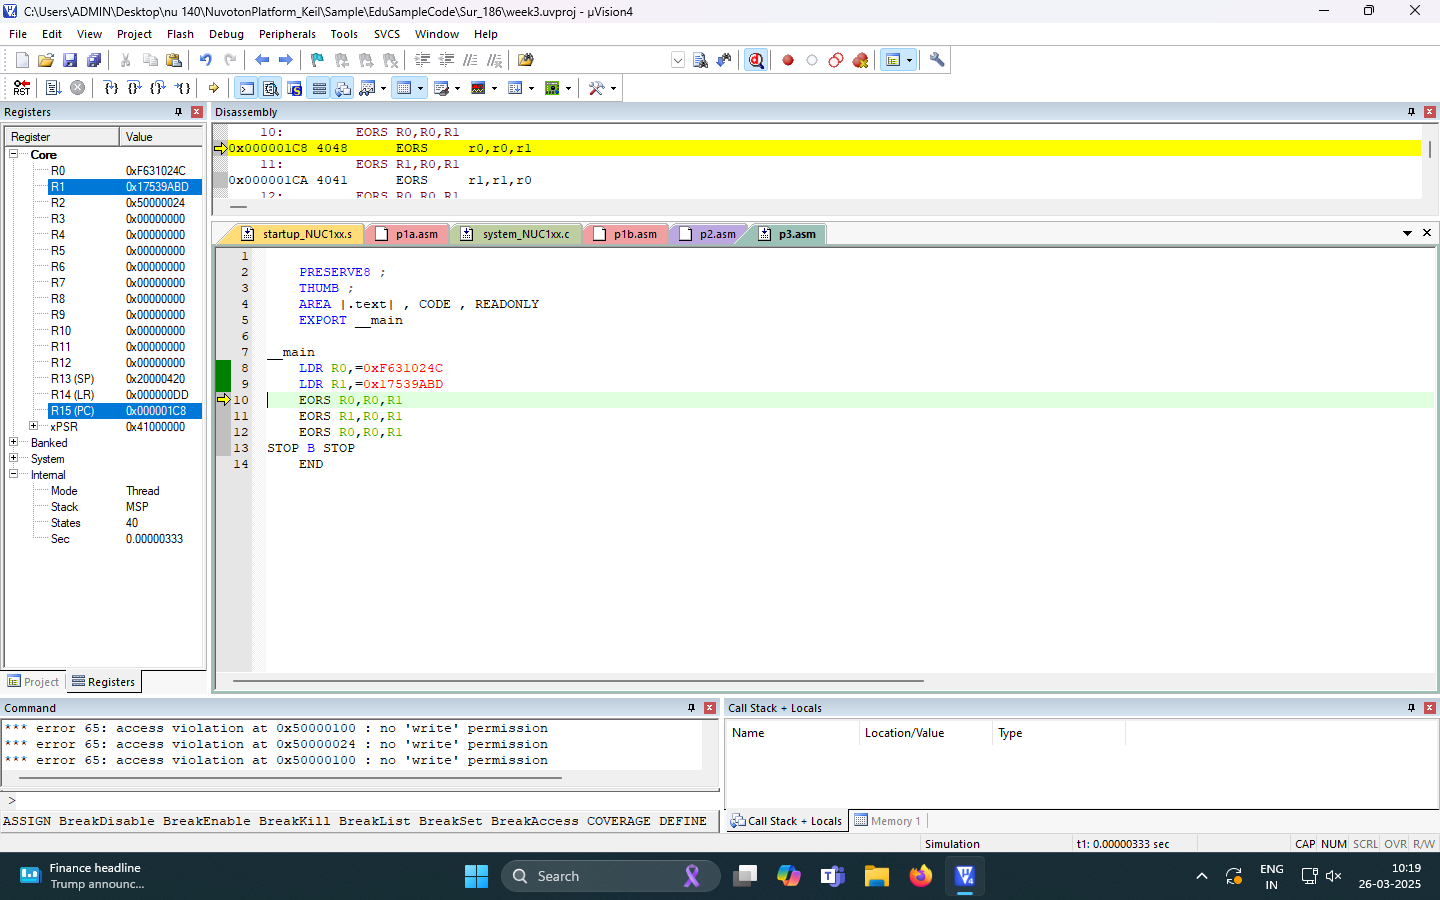 C:\Users\ADMIN\Desktop\nu 140\NuvotonPlatform_Keil\Sample\EduSampleCode\Sur_186\week3.uvproj - µVision4
File Edit View Project Flash Debug Peripherals Tools SVCS Window Help
RST
Registers
Register Value
Core
R0 0xF631024C
R1 0x17539ABD
R2 0x50000024
R3 0x00000000
R4 0x00000000
R5 0x00000000
R6 0x00000000
R7 0x00000000
R8 0x00000000
R9 0x00000000
R10 0x00000000
R11 0x00000000
R12 0x00000000
R13 (SP) 0x20000420
R14 (LR) 0x000000DD
R15 (PC) 0x000001C8
xPSR 0x41000000
Banked
System
Internal
Mode Thread
Stack MSP
States 40
Sec 0.00000333
Project Registers
Disassembly
10: EORS R0,R0,R1
0x000001C8 4048 EORS r0,r0,r1
11: EORS R1,R0,R1
0x000001CA 4041 EORS r1,r1,r0
12: EORS R0,R0,R1
startup_NUC1xx.s p1a.asm system_NUC1xx.c p1b.asm p2.asm p3.asm
1
2 PRESERVE8 ;
3 THUMB ;
4 AREA |.text| , CODE , READONLY
5 EXPORT __main
6
7 __main
8 LDR R0,=0xF631024C
9 LDR R1,=0x17539ABD
10 EORS R0,R0,R1
11 EORS R1,R0,R1
12 EORS R0,R0,R1
13 STOP B STOP
14 END
Command
*** error 65: access violation at 0x50000100 : no 'write' permission
*** error 65: access violation at 0x50000024 : no 'write' permission
*** error 65: access violation at 0x50000100 : no 'write' permission
>
ASSIGN BreakDisable BreakEnable BreakKill BreakList BreakSet BreakAccess COVERAGE DEFINE
Call Stack + Locals
Name Location/Value Type
Call Stack + Locals Memory 1
Simulation t1: 0.00000333 sec CAP NUM SCRL OVR R/W
Finance headline
Trump announc...
Search
ENG
IN
10:19
26-03-2025